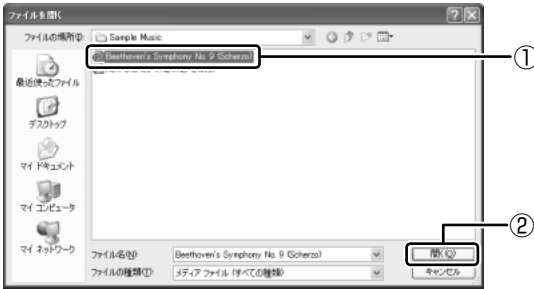 ファイルを開く
ファイルの場所(I):
Sample Music
Beethoven's Symphony No. 9 (Scherzo)
①
最近使ったファイル
デスクトップ
マイ ドキュメント
マイ コンピュータ
マイ ネットワーク
ファイル名(N):
Beethoven's Symphony No. 9 (Scherzo)
開く(O)
②
ファイルの種類(T):
メディア ファイル (すべての種類)
キャンセル